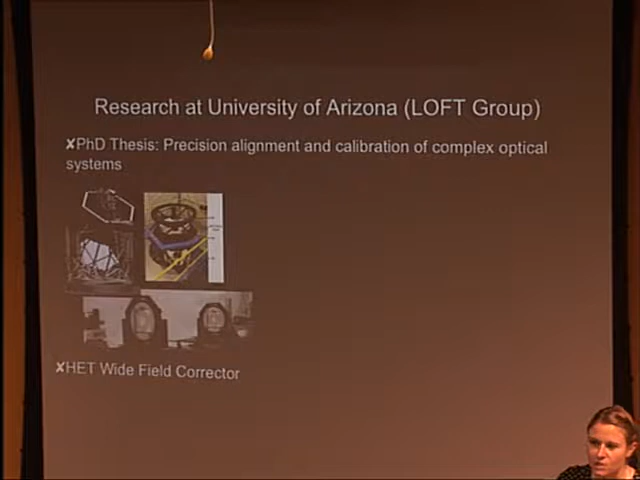 Research at University of Arizona (LOFT Group)
✘PhD Thesis: Precision alignment and calibration of complex optical
systems
✘HET Wide Field Corrector